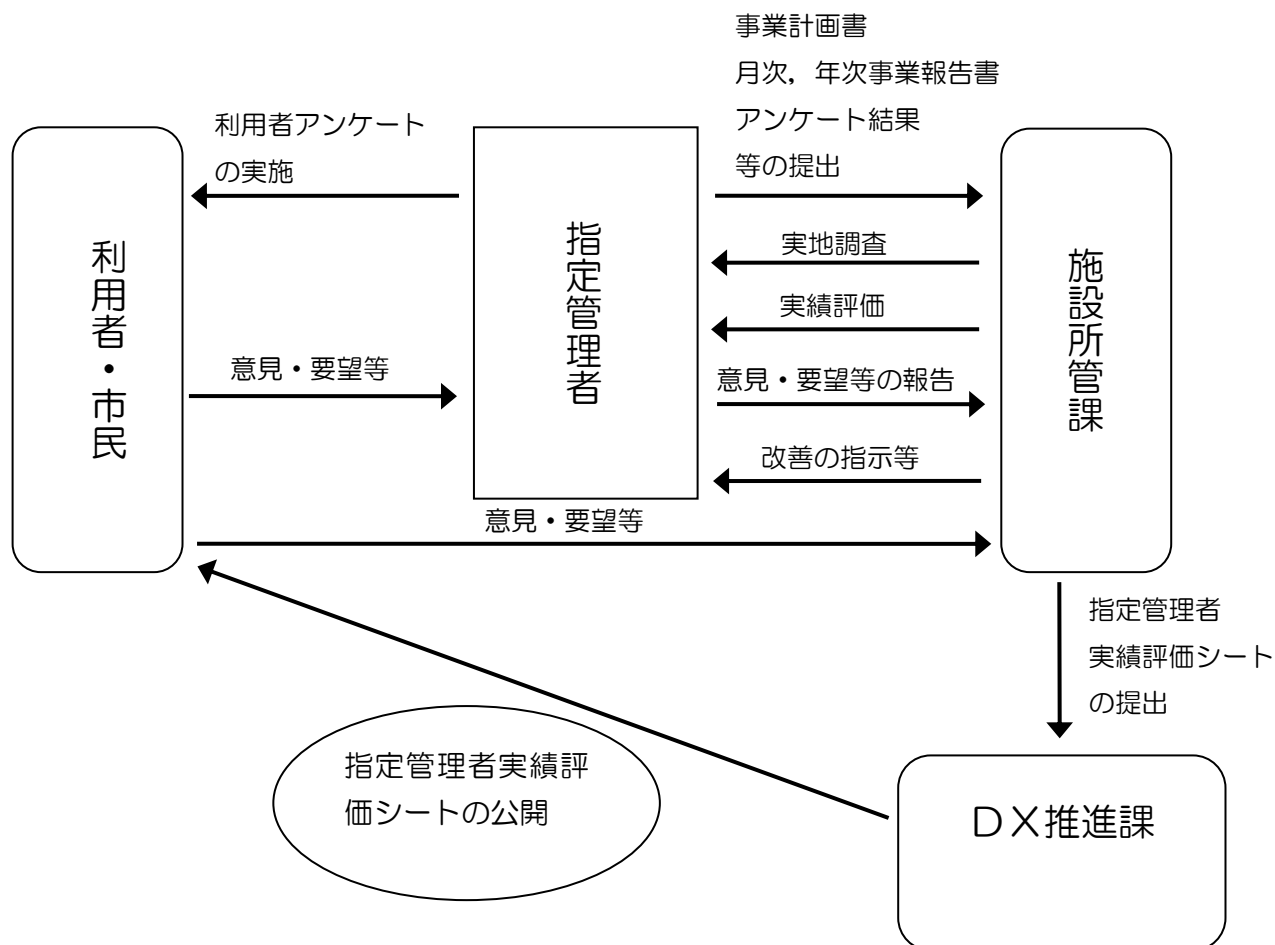 事業計画書
月次，年次事業報告書
アンケート結果
等の提出
利用者アンケート
の実施
利用者・市民
指定管理者
施設所管課
実地調査
実績評価
意見・要望等
意見・要望等の報告
改善の指示等
意見・要望等
指定管理者
実績評価シート
の提出
指定管理者実績評
価シートの公開
ＤＸ推進課